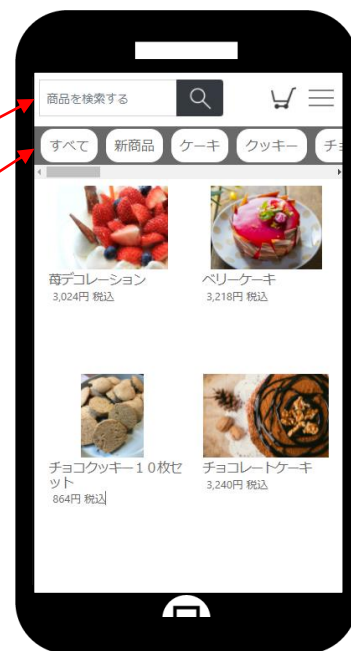 商品を検索する
すべて 新商品 ケーキ クッキー チョ
苺デコレーション ベリーケーキ
3,024円 税込 3,218円 税込
チョコクッキー１０枚セ チョコレートケーキ
ット 3,240円 税込
864円 税込